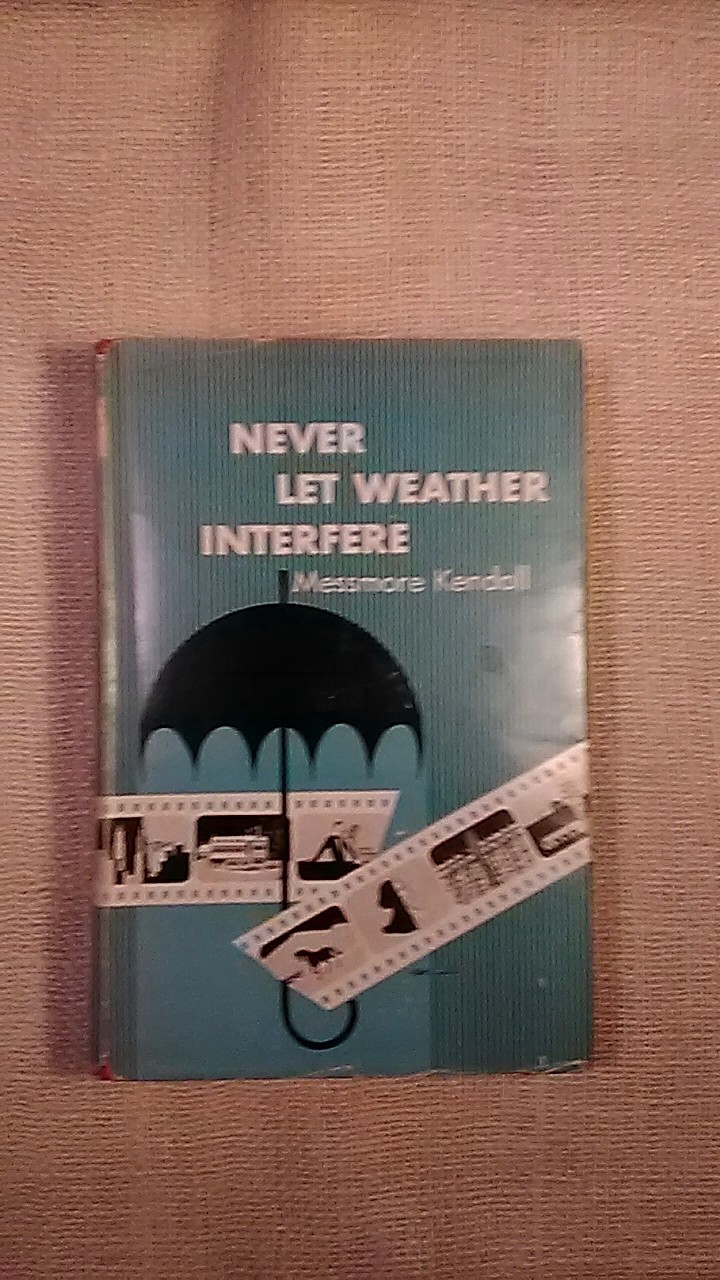 NEVER
LET WEATHER
INTERFERE
Messmore Kendall